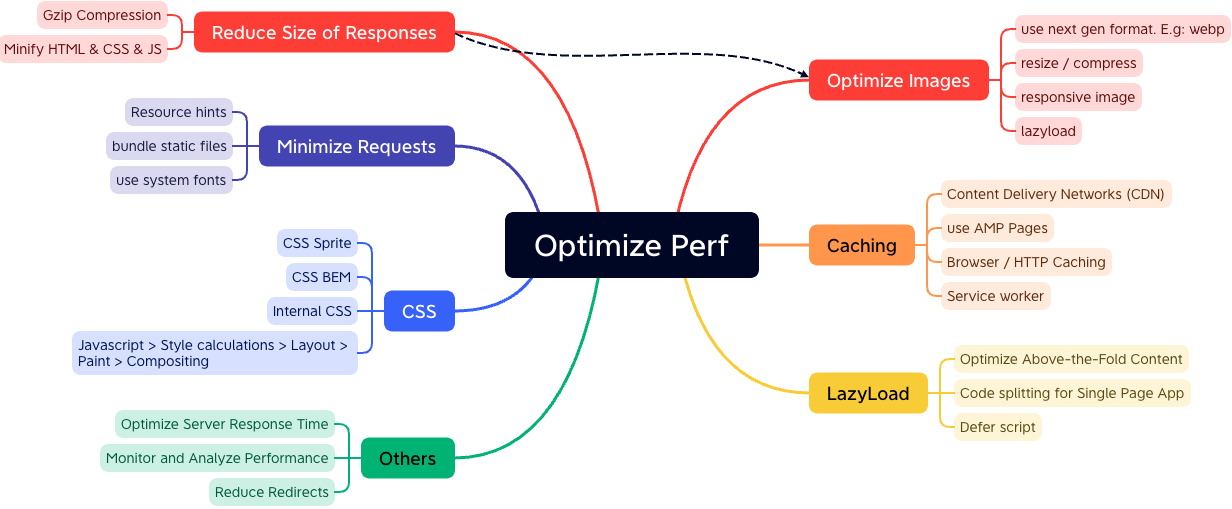 Optimize Perf
Reduce Size of Responses
Gzip Compression
Minify HTML & CSS & JS
Minimize Requests
Resource hints
bundle static files
use system fonts
CSS
CSS Sprite
CSS BEM
Internal CSS
Javascript > Style calculations > Layout >
Paint > Compositing
Others
Optimize Server Response Time
Monitor and Analyze Performance
Reduce Redirects
Optimize Images
use next gen format. E.g: webp
resize / compress
responsive image
lazyload
Caching
Content Delivery Networks (CDN)
use AMP Pages
Browser / HTTP Caching
Service worker
LazyLoad
Optimize Above-the-Fold Content
Code splitting for Single Page App
Defer script